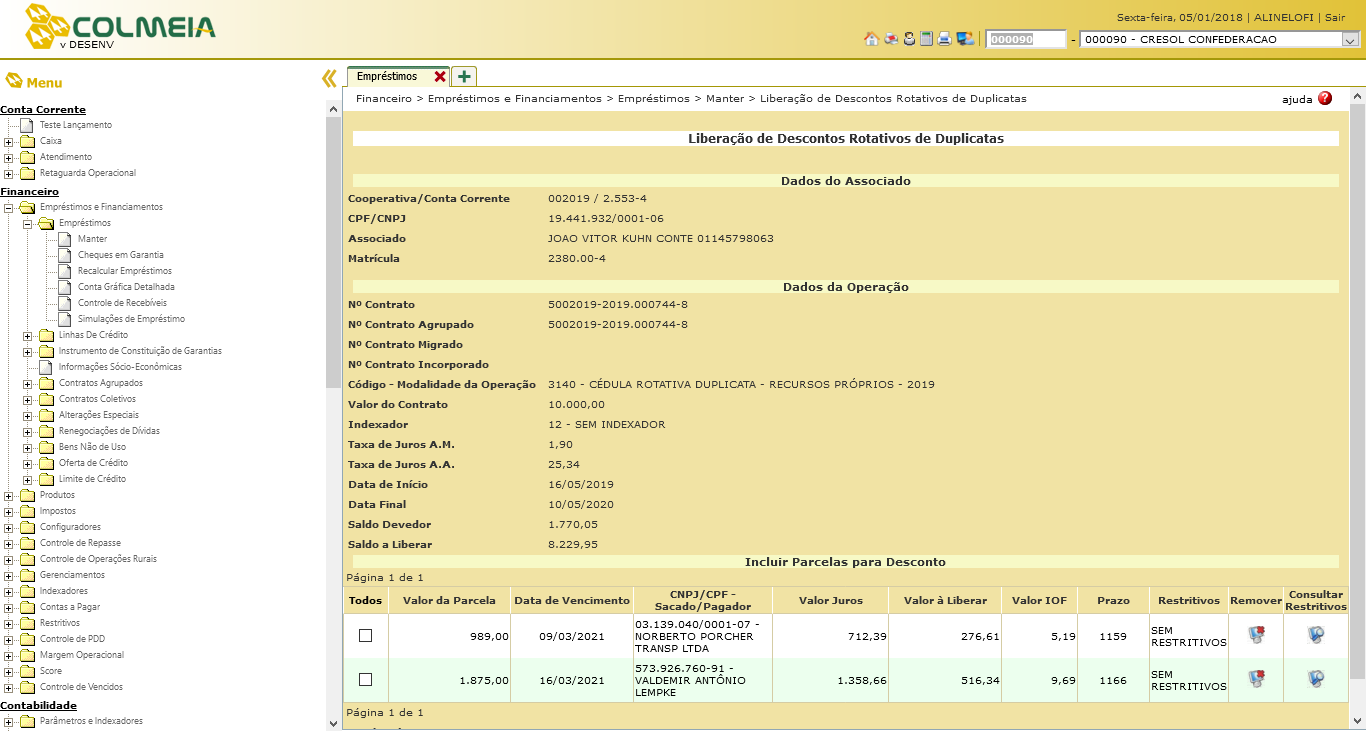 COLMEIA
v DESENV
Sexta-feira, 05/01/2018 | ALINELOFI | Sair
000090 - 000090 - CRESOL CONFEDERACAO
Menu
Conta Corrente
Teste Lançamento
Caixa
Atendimento
Retaguarda Operacional
Financeiro
Empréstimos e Financiamentos
Empréstimos
Manter
Cheques em Garantia
Recalcular Empréstimos
Conta Gráfica Detalhada
Controle de Recebíveis
Simulações de Empréstimo
Linhas De Crédito
Instrumento de Constituição de Garantias
Informações Sócio-Econômicas
Contratos Agrupados
Contratos Coletivos
Alterações Especiais
Renegociações de Dívidas
Bens Não de Uso
Oferta de Crédito
Limite de Crédito
Produtos
Impostos
Configuradores
Controle de Repasse
Controle de Operações Rurais
Gerenciamentos
Indexadores
Contas a Pagar
Restritivos
Controle de PDD
Margem Operacional
Score
Controle de Vencidos
Contabilidade
Parâmetros e Indexadores
Empréstimos
Financeiro > Empréstimos e Financiamentos > Empréstimos > Manter > Liberação de Descontos Rotativos de Duplicatas
ajuda ?
Liberação de Descontos Rotativos de Duplicatas
Dados do Associado
Cooperativa/Conta Corrente 002019 / 2.553-4
CPF/CNPJ 19.441.932/0001-06
Associado JOAO VITOR KUHN CONTE 01145798063
Matrícula 2380.00-4
Dados da Operação
Nº Contrato 5002019-2019.000744-8
Nº Contrato Agrupado 5002019-2019.000744-8
Nº Contrato Migrado
Nº Contrato Incorporado
Código - Modalidade da Operação 3140 - CÉDULA ROTATIVA DUPLICATA - RECURSOS PRÓPRIOS - 2019
Valor do Contrato 10.000,00
Indexador 12 - SEM INDEXADOR
Taxa de Juros A.M. 1,90
Taxa de Juros A.A. 25,34
Data de Início 16/05/2019
Data Final 10/05/2020
Saldo Devedor 1.770,05
Saldo a Liberar 8.229,95
Incluir Parcelas para Desconto
Página 1 de 1
Todos Valor da Parcela Data de Vencimento CNPJ/CPF - Sacado/Pagador Valor Juros Valor à Liberar Valor IOF Prazo Restritivos Remover Consultar Restritivos
989,00 09/03/2021 03.139.040/0001-07 - NORBERTO PORCHER TRANSP LTDA 712,39 276,61 5,19 1159 SEM RESTRITIVOS
1.875,00 16/03/2021 573.926.760-91 - VALDEMIR ANTÔNIO LEMPKE 1.358,66 516,34 9,69 1166 SEM RESTRITIVOS
Página 1 de 1